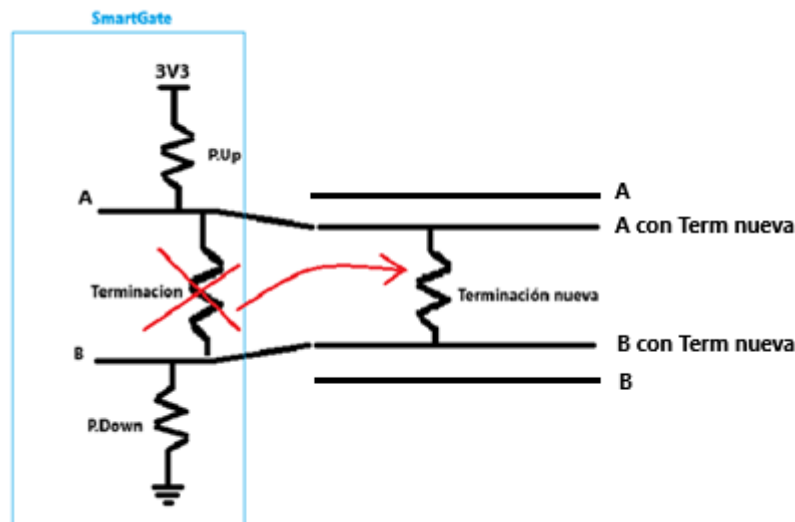 SmartGate
3V3
P.Up
A
A
A con Term nueva
Terminacion
Terminación nueva
B con Term nueva
B
B
P.Down